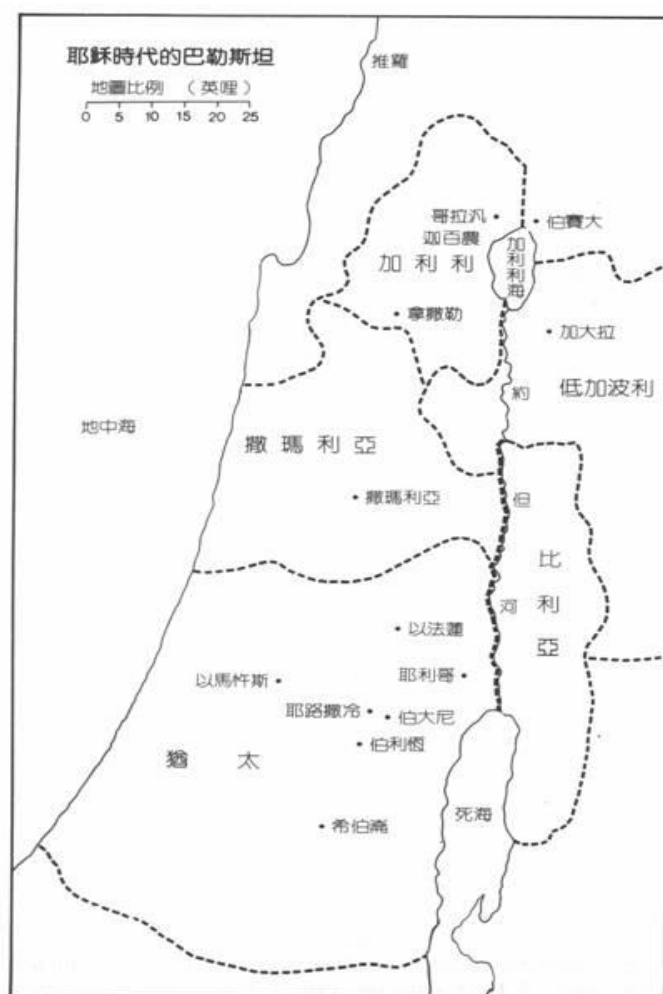 耶穌時代的巴勒斯坦
地圖比例 （英哩）
0 5 10 15 20 25
推羅
哥拉汎
伯賽大
迦百農
加利利
加利利海
拿撒勒
加大拉
約
低加波利
地中海
撒瑪利亞
撒瑪利亞
但
比利亞
河
以法蓮
以馬忤斯
耶利哥
耶路撒冷
伯大尼
伯利恆
猶太
死海
希伯崙